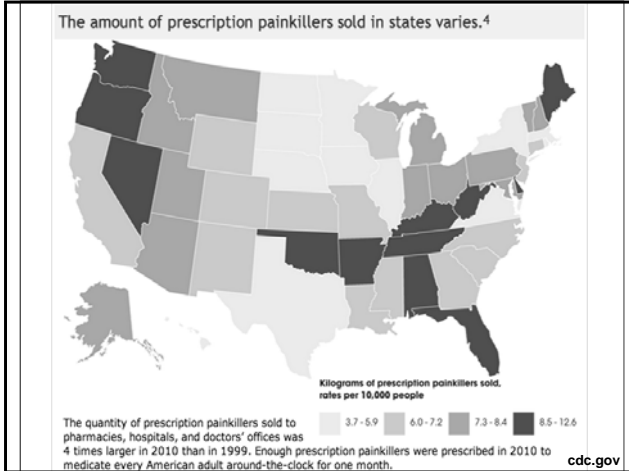 The amount of prescription painkillers sold in states varies.4
Kilograms of prescription painkillers sold,
rates per 10,000 people
3.7 - 5.9 6.0 - 7.2 7.3 - 8.4 8.5 - 12.6
The quantity of prescription painkillers sold to
pharmacies, hospitals, and doctors' offices was
4 times larger in 2010 than in 1999. Enough prescription painkillers were prescribed in 2010 to
medicate every American adult around-the-clock for one month.
cdc.gov